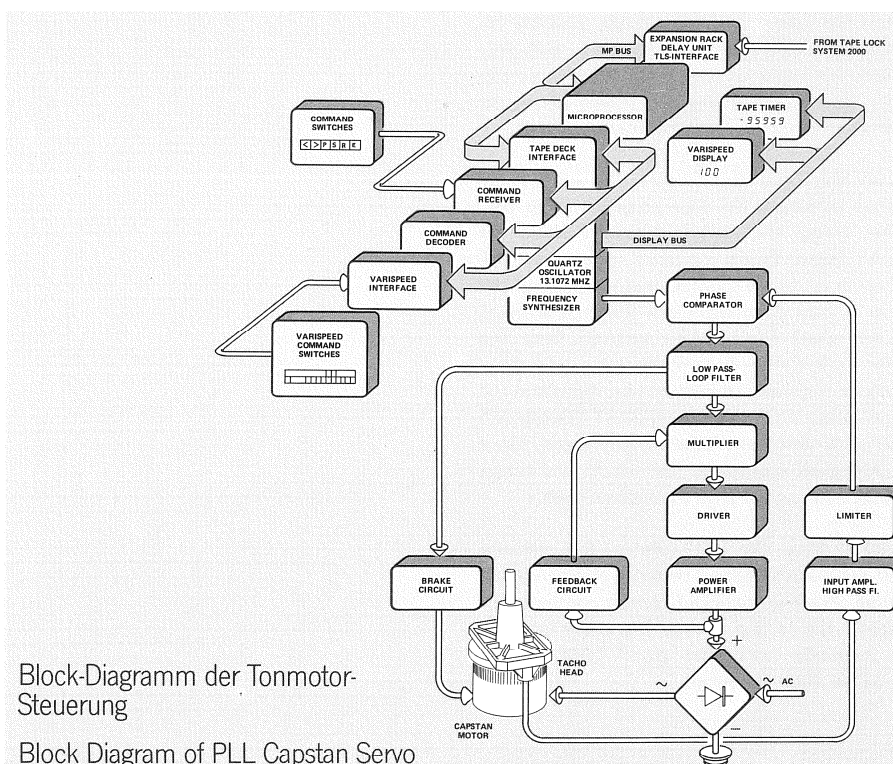 EXPANSION RACK
DELAY UNIT
TLS-INTERFACE
MP BUS
FROM TAPE LOCK
SYSTEM 2000
MICROPROCESSOR
TAPE TIMER
-95959
COMMAND
SWITCHES
< > P S R E
TAPE DECK
INTERFACE
VARISPEED
DISPLAY
100
COMMAND
RECEIVER
COMMAND
DECODER
DISPLAY BUS
VARISPEED
INTERFACE
QUARTZ
OSCILLATOR
13.1072 MHZ
FREQUENCY
SYNTHESIZER
PHASE
COMPARATOR
VARISPEED
COMMAND
SWITCHES
LOW PASS-
LOOP FILTER
MULTIPLIER
DRIVER
LIMITER
BRAKE
CIRCUIT
FEEDBACK
CIRCUIT
POWER
AMPLIFIER
INPUT AMPL.
HIGH PASS FI.
+
TACHO
HEAD
~
~ AC
−
CAPSTAN
MOTOR
Block-Diagramm der Tonmotor-
Steuerung
Block Diagram of PLL Capstan Servo